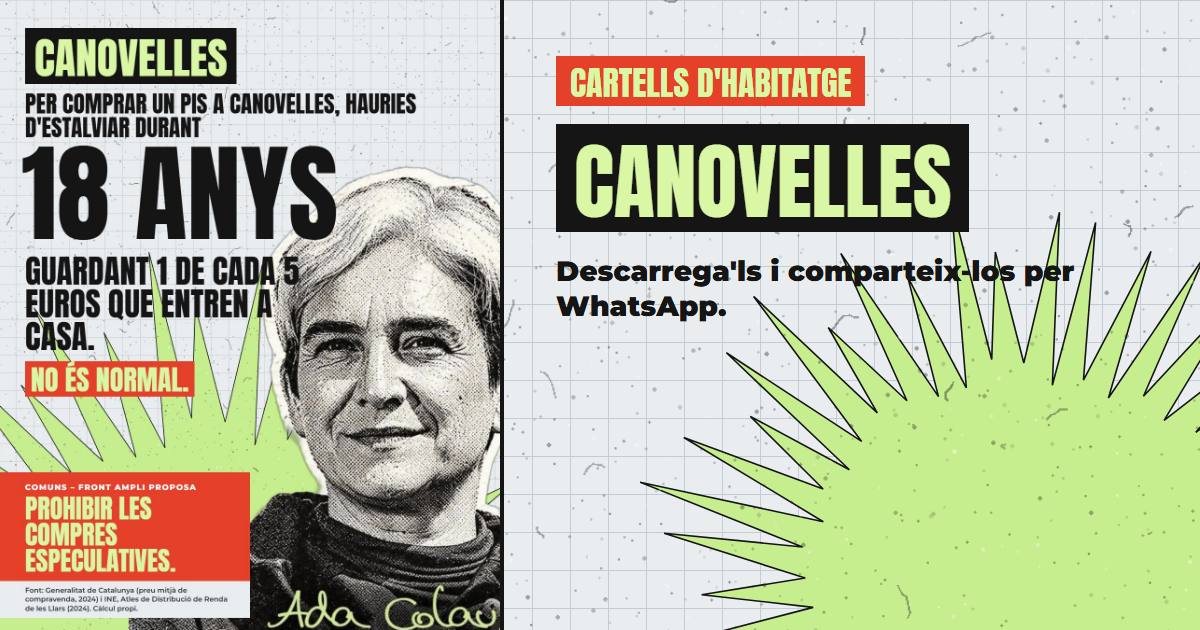 CANOVELLES
PER COMPRAR UN PIS A CANOVELLES, HAURIES
D'ESTALVIAR DURANT
18 ANYS
GUARDANT 1 DE CADA 5
EUROS QUE ENTREN A
CASA.
NO ÉS NORMAL.
COMUNS – FRONT AMPLI PROPOSA
PROHIBIR LES
COMPRES
ESPECULATIVES.
Font: Generalitat de Catalunya (preu mitjà de
compravenda, 2024) i INE, Atles de Distribució de Renda
de les Llars (2024). Càlcul propi.
Ada Colau
CARTELLS D'HABITATGE
CANOVELLES
Descarrega'ls i comparteix-los per
WhatsApp.